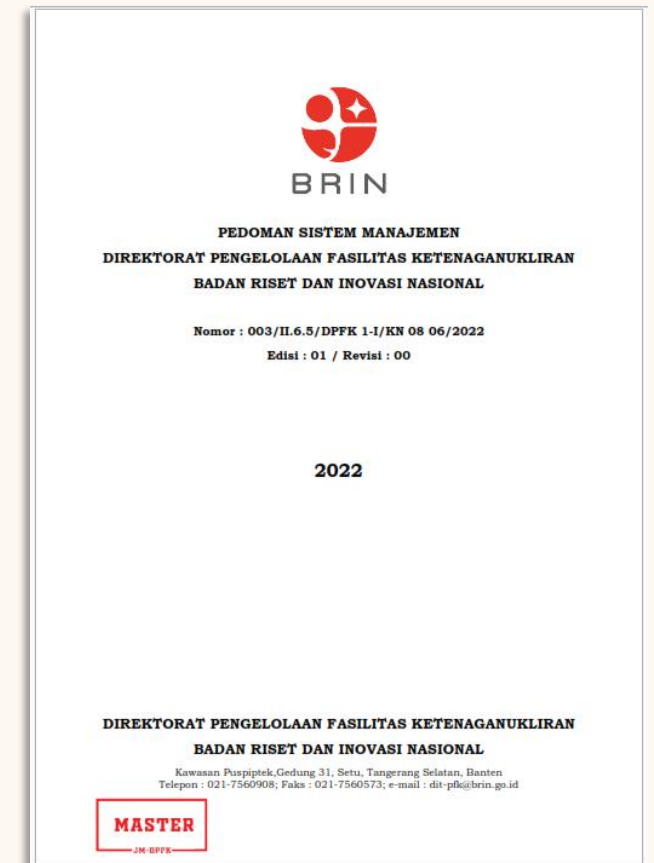 BRIN
PEDOMAN SISTEM MANAJEMEN
DIREKTORAT PENGELOLAAN FASILITAS KETENAGANUKLIRAN
BADAN RISET DAN INOVASI NASIONAL
Nomor : 003/II.6.5/DPFK 1-I/KN 08 06/2022
Edisi : 01 / Revisi : 00
2022
DIREKTORAT PENGELOLAAN FASILITAS KETENAGANUKLIRAN
BADAN RISET DAN INOVASI NASIONAL
Kawasan Puspiptek,Gedung 31, Setu, Tangerang Selatan, Banten
Telepon : 021-7560908; Faks : 021-7560573; e-mail : dit-pfk@brin.go.id
MASTER
JM-DPFK